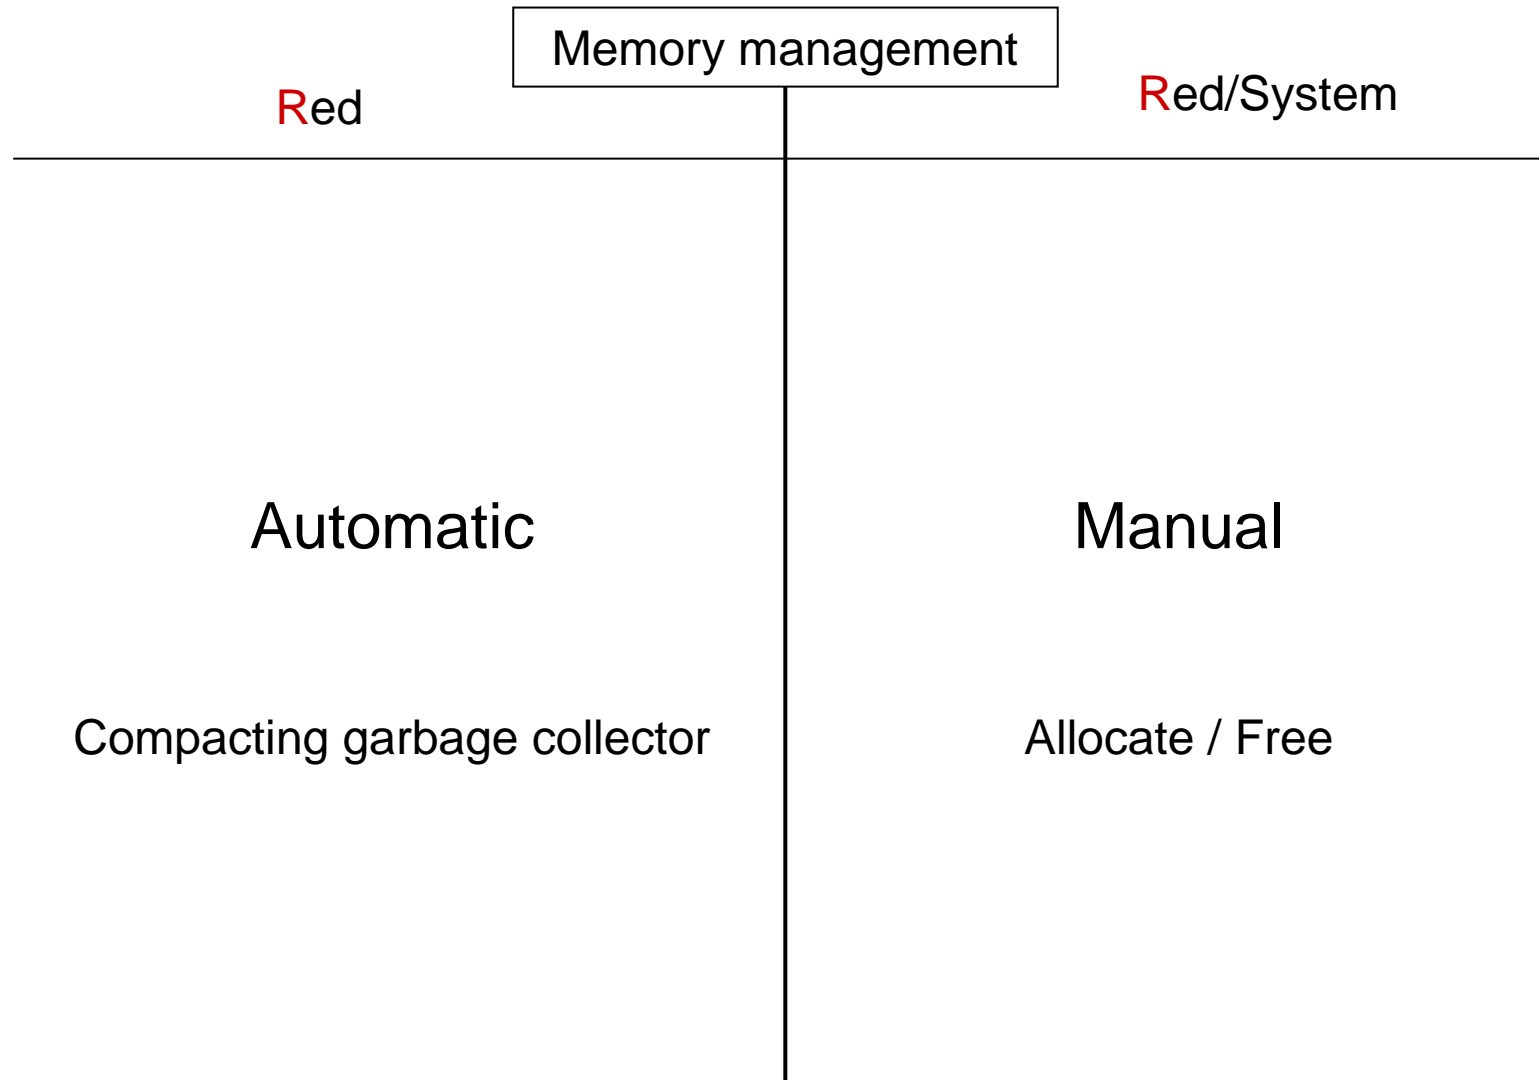 Memory management
Red
Red/System
Automatic
Manual
Compacting garbage collector
Allocate / Free